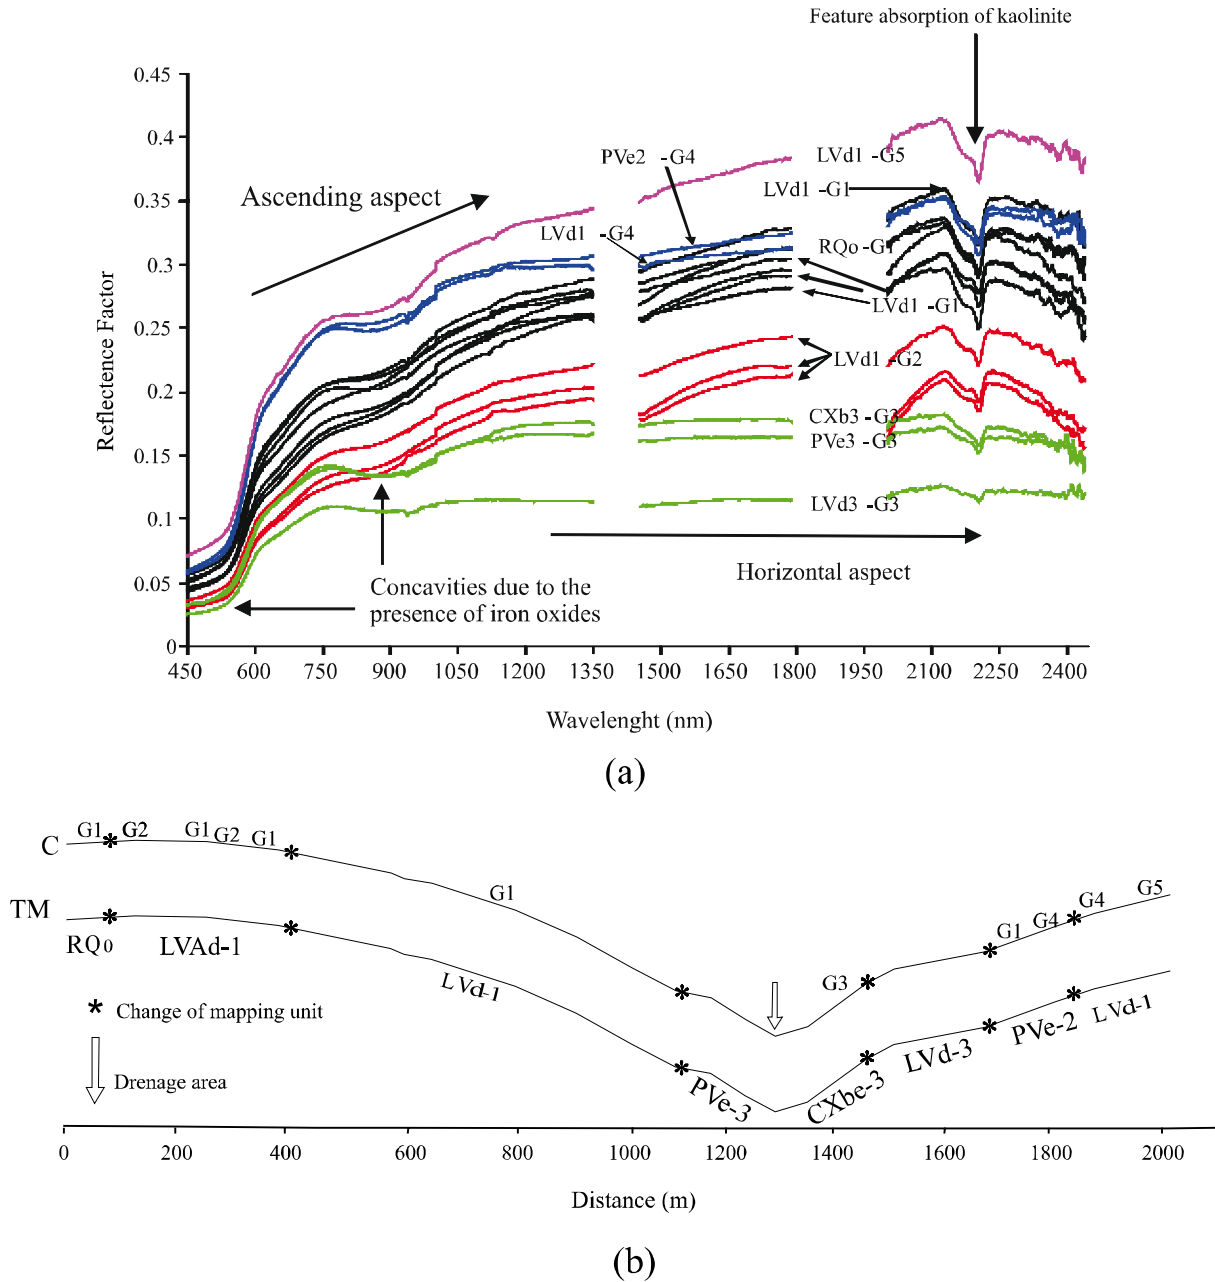 (a)
Feature absorption of kaolinite
0.45
0.4
0.35
0.3
0.25
0.2
0.15
0.1
0.05
0
Reflectence Factor
Ascending aspect
PVe2 -G4
LVd1 -G4
LVd1 -G5
LVd1 -G1
RQo -G1
LVd1 -G1
LVd1 -G2
CXb3 -G3
PVe3 -G3
LVd3 -G3
Horizontal aspect
Concavities due to the
presence of iron oxides
450 600 750 900 1050 1200 1350 1500 1650 1800 1950 2100 2250 2400
Wavelenght (nm)
(a)
C G1 * G2 G1 G2 G1 * G1 * G3 * G1 * G4 * G4 G5
TM * * * * * *
RQ0 LVAd-1 LVd-1 PVe-3 CXbe-3 LVd-3 PVe-2 LVd-1
* Change of mapping unit
Drenage area
0 200 400 600 800 1000 1200 1400 1600 1800 2000
Distance (m)
(b)